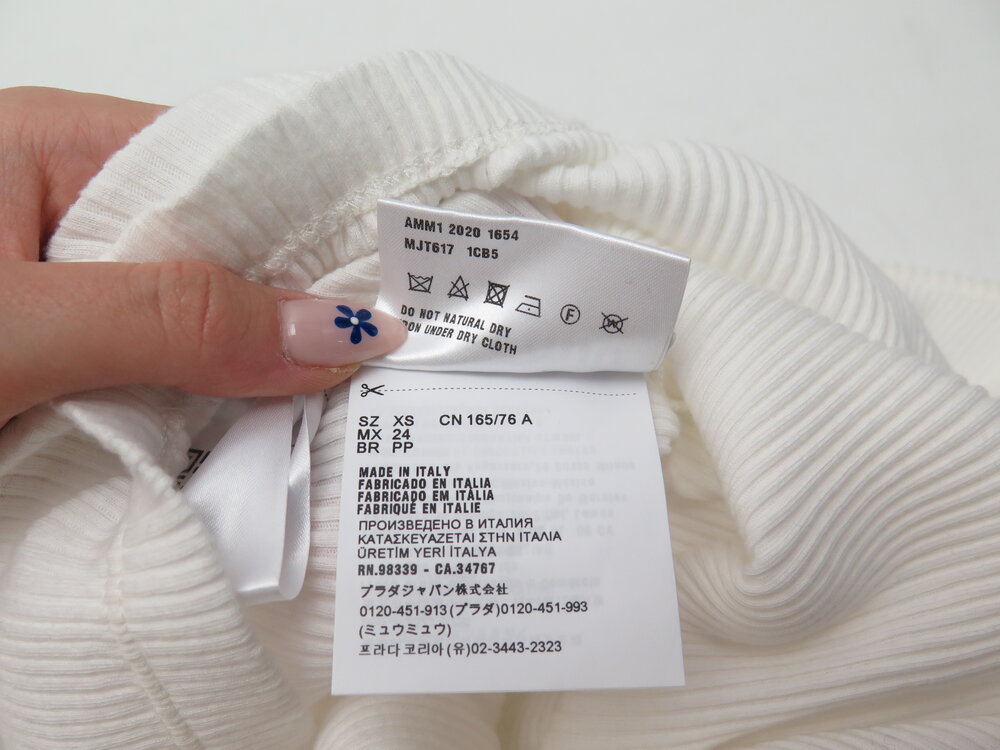 AMM1 2020 1654
MJT617 1CB5
DO NOT NATURAL DRY
IRON UNDER DRY CLOTH
SZ XS CN 165/76 A
MX 24
BR PP
MADE IN ITALY
FABRICADO EN ITALIA
FABRICADO EM ITÁLIA
FABRIQUÉ EN ITALIE
ПРОИЗВЕДЕНО В ИТАЛИЯ
ΚΑΤΑΣΚΕΥΑΖΕΤΑΙ ΣΤΗΝ ΙΤΑΛΙΑ
ÜRETİM YERİ İTALYA
RN.98339 - CA.34767
プラダジャパン株式会社
0120-451-913(プラダ)0120-451-993
(ミュウミュウ)
프라다 코리아(유)02-3443-2323